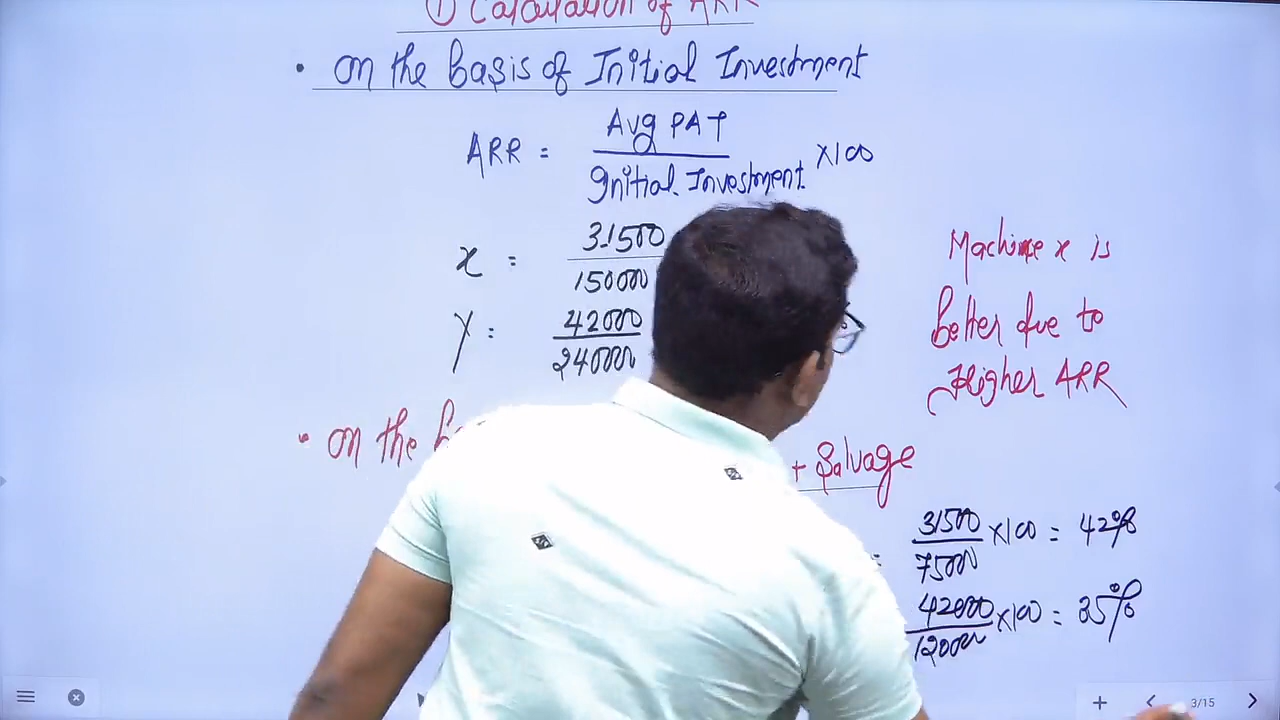 ① Calculation of ARR
• on the basis of Initial Investment
ARR = Avg PAT
Initial Investment ×100
X = 31500
150000
Y = 42000
240000
Machine x is
better due to
Higher ARR
• on the
+ Salvage
= 31500 ×100 = 42%
75000
42000 ×100 = 35%
120000
3/15